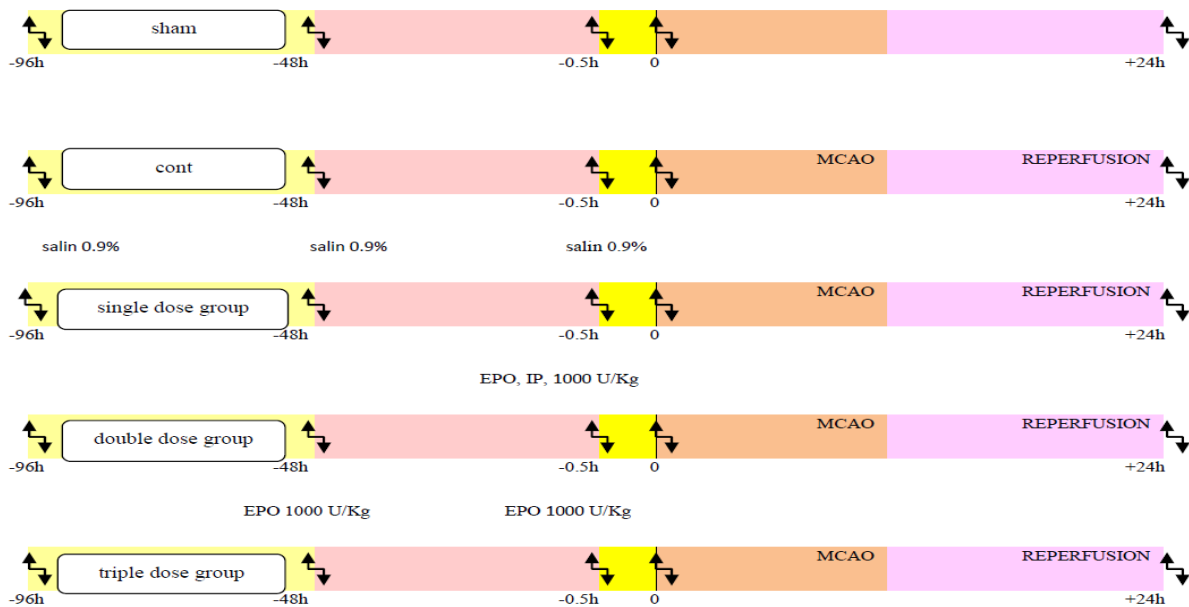 sham
-96h -48h -0.5h 0 +24h
cont MCAO REPERFUSION
-96h -48h -0.5h 0 +24h
salin 0.9% salin 0.9% salin 0.9%
single dose group MCAO REPERFUSION
-96h -48h -0.5h 0 +24h
EPO, IP, 1000 U/Kg
double dose group MCAO REPERFUSION
-96h -48h -0.5h 0 +24h
EPO 1000 U/Kg EPO 1000 U/Kg
triple dose group MCAO REPERFUSION
-96h -48h -0.5h 0 +24h